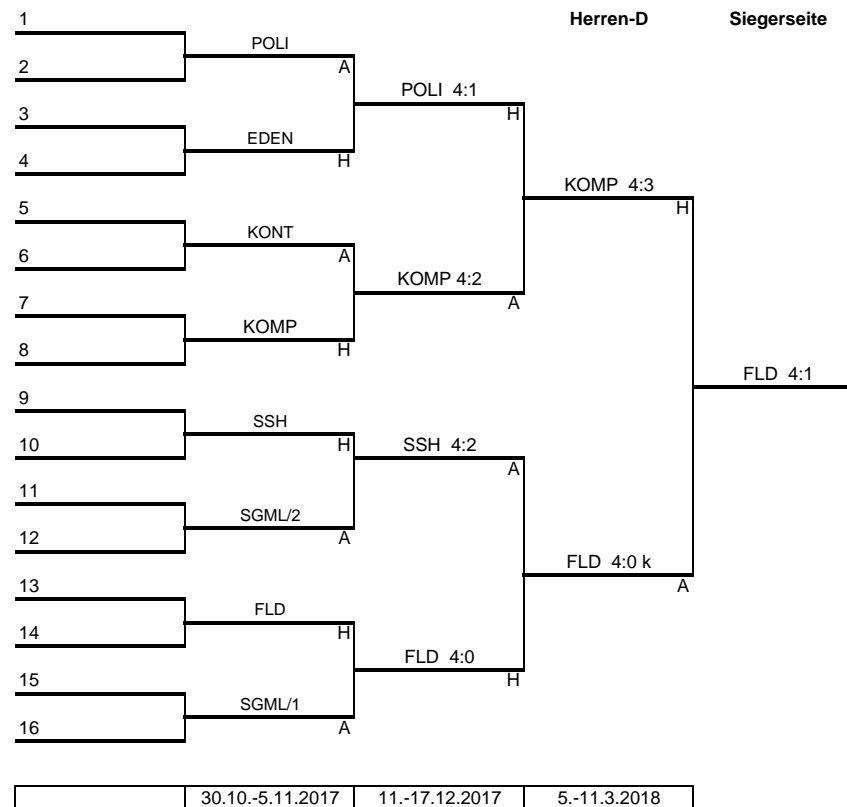 1 Herren-D Siegerseite
POLI
2 A
POLI 4:1
3 H
EDEN
4 H
KOMP 4:3
5 H
KONT
6 A
KOMP 4:2
7 A
KOMP
8 H
FLD 4:1
9
SSH
10 H SSH 4:2
11 A
SGML/2
12 A
FLD 4:0 k
13 A
FLD
14 H
FLD 4:0
15 H
SGML/1
16 A
30.10.-5.11.2017 11.-17.12.2017 5.-11.3.2018